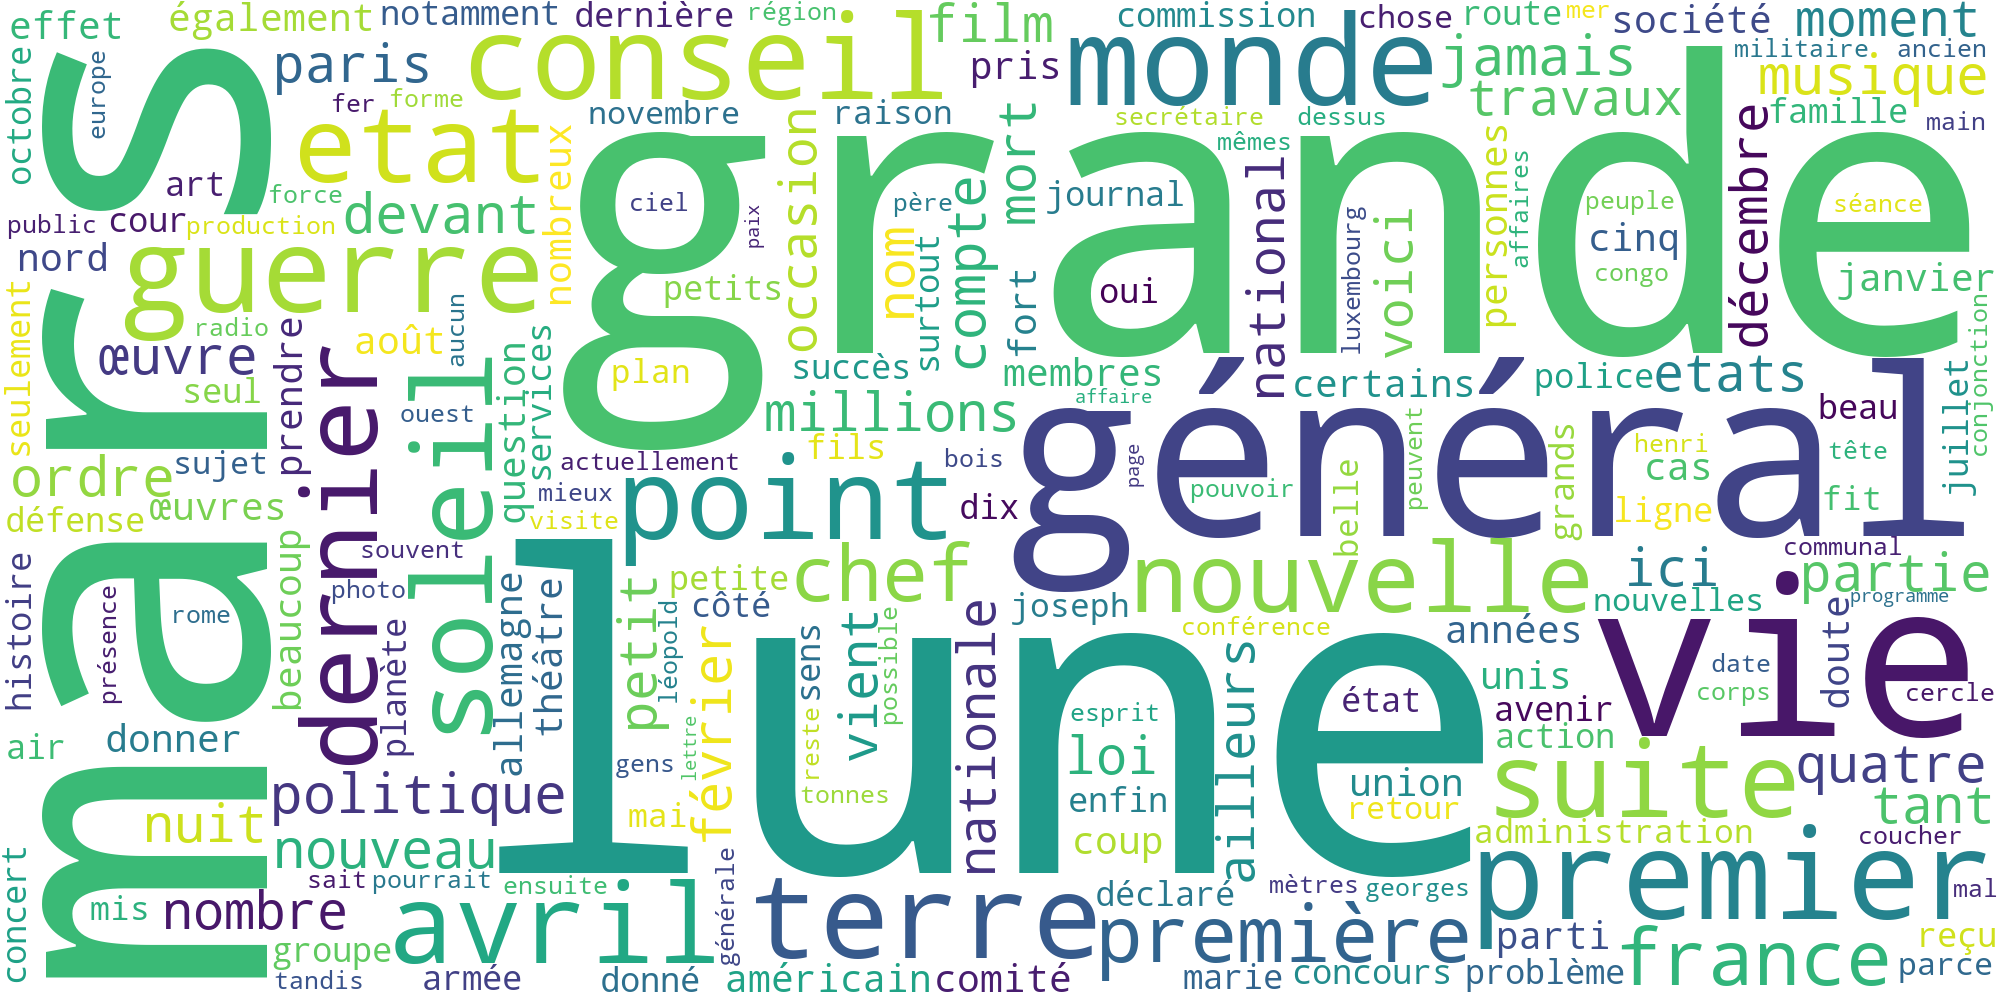 effet
également
notamment
dernière
région
film
commission
chose
route
mer
société
moment
octobre
europe
mars
paris
conseil
pris
monde
jamais
militaire
ancien
musique
fer
forme
etat
novembre
raison
occasion
mort
secrétaire
dessus
travaux
famille
main
mêmes
personnes
affaires
décembre
art
force
nombreux
grande
ciel
paix
père
journal
national
peuple
séance
public
cour
production
devant
compte
nom
surtout
nord
guerre
petits
fort
oui
luxembourg
voici
cinq
congo
janvier
conjonction
seulement
radio
août
aucun
œuvre
prendre
dernier
soleil
question
services
plan
succès
membres
certains
police
etats
juillet
seul
ouest
millions
affaire
général
beau
fils
ordre
sujet
actuellement
bois
page
pouvoir
belle
peuvent
grands
henri
cas
tête
œuvres
mieux
point
dix
ligne
fit
défense
visite
histoire
beaucoup
souvent
lune
chef
nouvelle
ici
communal
partie
présence
rome
photo
allemagne
théâtre
petit
petite
côté
léopold
joseph
nouvelles
programme
planète
février
sens
vient
possible
nationale
conférence
années
vie
doute
unis
date
corps
cercle
air
donner
état
avenir
esprit
ailleurs
action
lettre
reste
gens
loi
suite
quatre
politique
tonnes
enfin
union
retour
tant
nuit
mai
coup
administration
coucher
nouveau
concert
sait
pourrait
ensuite
générale
terre
déclaré
mètres
georges
premier
mal
mis
nombre
avril
première
parti
france
reçu
groupe
tandis
armée
donné
américain
comité
marie
concours
problème
parce